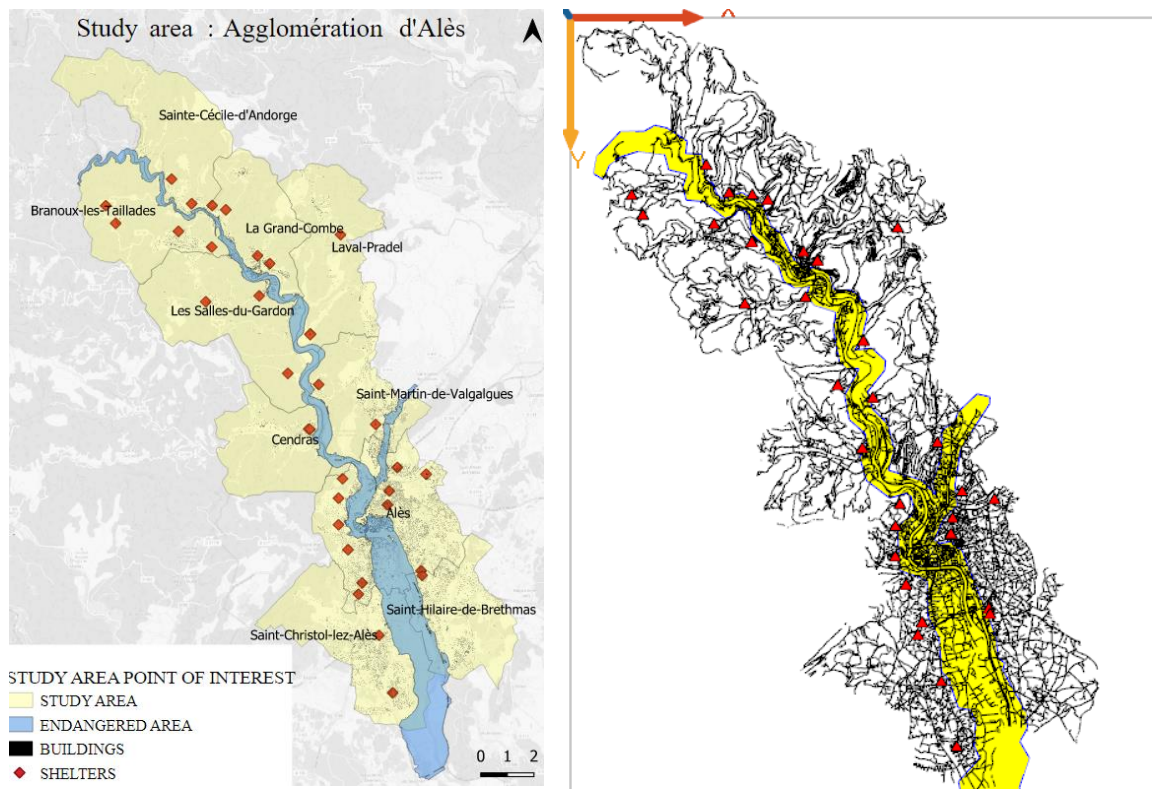 Study area : Agglomération d'Alès
Sainte-Cécile-d'Andorge
Branoux-les-Taillades
La Grand-Combe
Laval-Pradel
Les Salles-du-Gardon
Saint-Martin-de-Valgalgues
Cendras
Alès
Saint-Hilaire-de-Brethmas
Saint-Christol-lez-Alès
STUDY AREA POINT OF INTEREST
STUDY AREA
ENDANGERED AREA
BUILDINGS
SHELTERS
0 1 2
Y